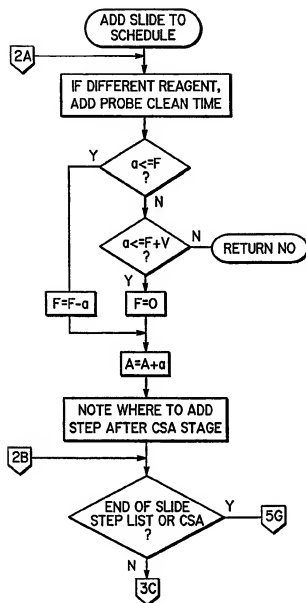 ADD SLIDE TO
SCHEDULE
2A
IF DIFFERENT REAGENT,
ADD PROBE CLEAN TIME
Y
a<=F
?
N
a<=F+V
?
N
RETURN NO
Y
F=F-a
F=0
A=A+a
NOTE WHERE TO ADD
STEP AFTER CSA STAGE
2B
END OF SLIDE
STEP LIST OR CSA
?
Y
5G
N
3C